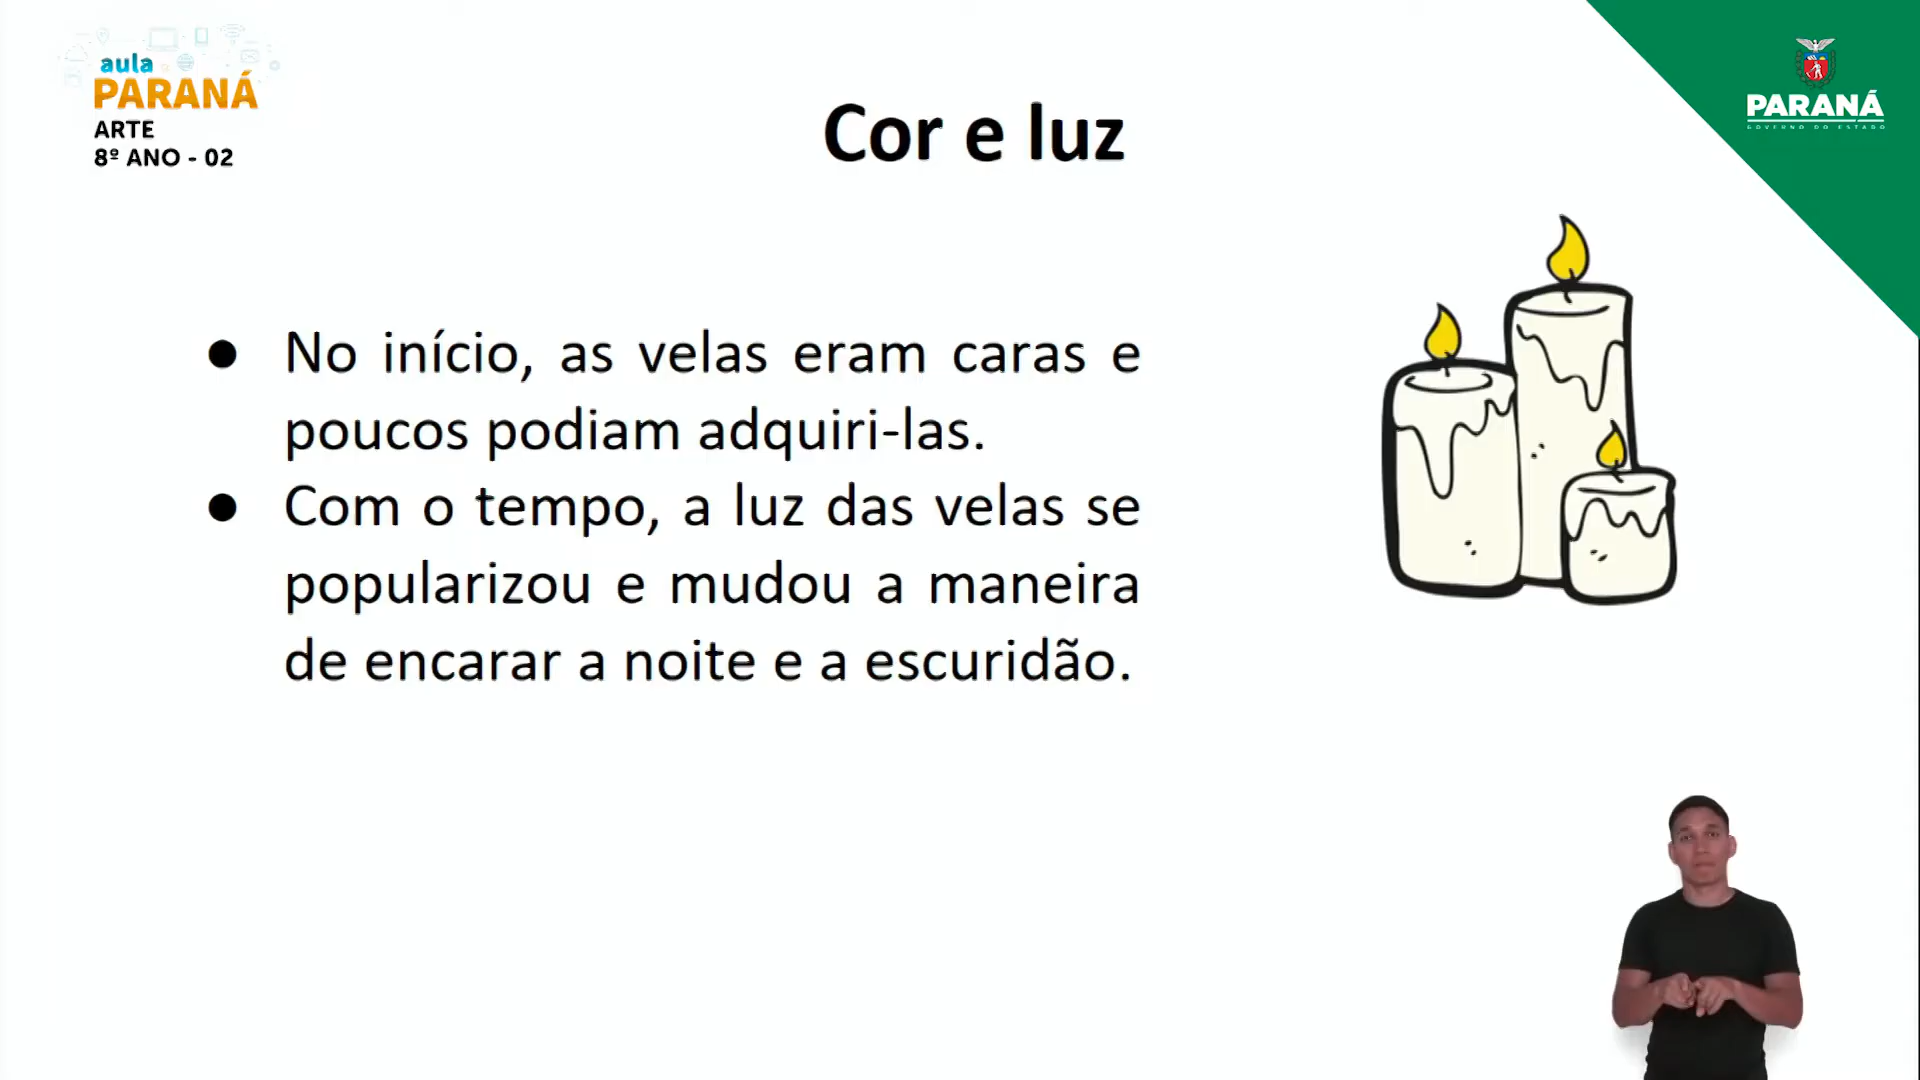 aula
PARANÁ
ARTE
8º ANO - 02
PARANÁ
GOVERNO DO ESTADO
Cor e luz
● No início, as velas eram caras e
poucos podiam adquiri-las.
● Com o tempo, a luz das velas se
popularizou e mudou a maneira
de encarar a noite e a escuridão.